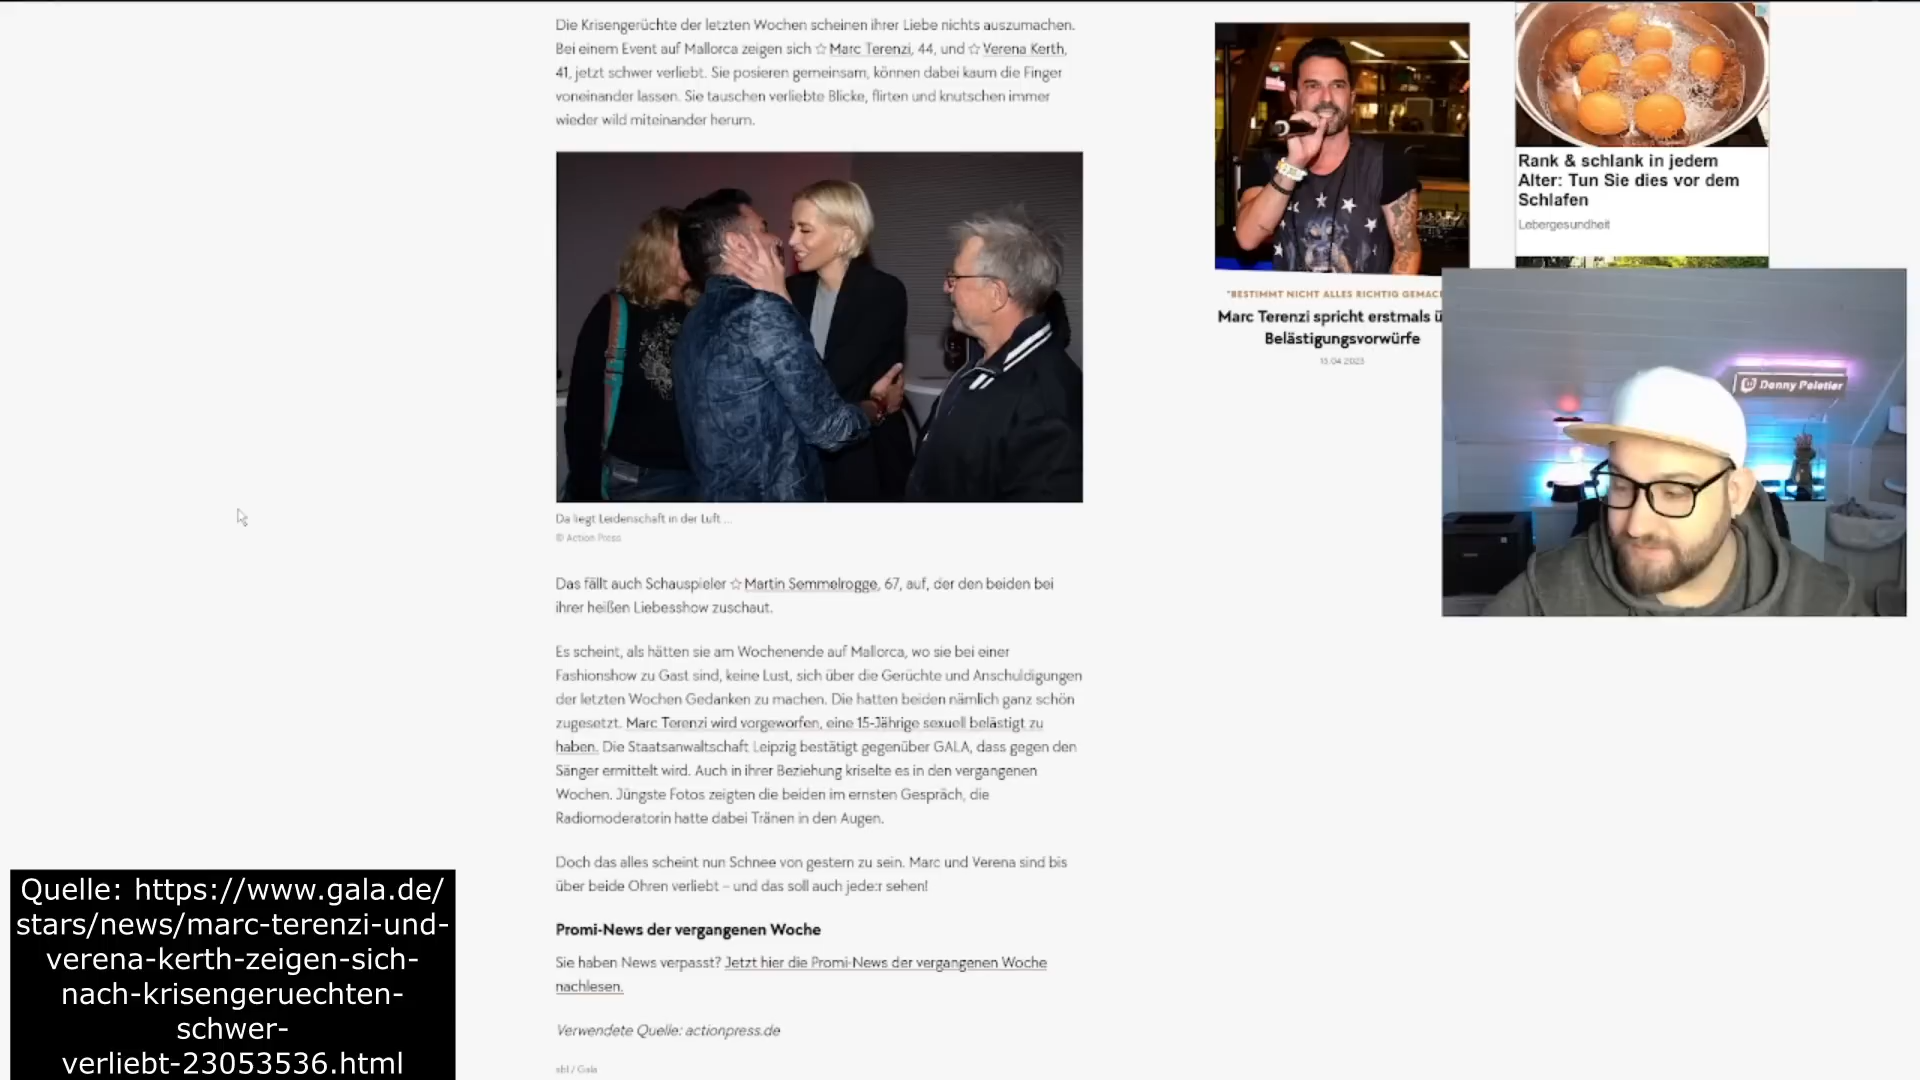 Die Krisengerüchte der letzten Wochen scheinen ihrer Liebe nichts auszumachen.
Bei einem Event auf Mallorca zeigen sich ☆ Marc Terenzi, 44, und ☆ Verena Kerth,
41, jetzt schwer verliebt. Sie posieren gemeinsam, können dabei kaum die Finger
voneinander lassen. Sie tauschen verliebte Blicke, flirten und knutschen immer
wieder wild miteinander herum.
Da liegt Leidenschaft in der Luft ...
© Action Press
Das fällt auch Schauspieler ☆ Martin Semmelrogge, 67, auf, der den beiden bei
ihrer heißen Liebesshow zuschaut.
Es scheint, als hätten sie am Wochenende auf Mallorca, wo sie bei einer
Fashionshow zu Gast sind, keine Lust, sich über die Gerüchte und Anschuldigungen
der letzten Wochen Gedanken zu machen. Die hatten beiden nämlich ganz schön
zugesetzt. Marc Terenzi wird vorgeworfen, eine 15-Jährige sexuell belästigt zu
haben. Die Staatsanwaltschaft Leipzig bestätigt gegenüber GALA, dass gegen den
Sänger ermittelt wird. Auch in ihrer Beziehung kriselte es in den vergangenen
Wochen. Jüngste Fotos zeigten die beiden im ernsten Gespräch, die
Radiomoderatorin hatte dabei Tränen in den Augen.
Doch das alles scheint nun Schnee von gestern zu sein. Marc und Verena sind bis
über beide Ohren verliebt – und das soll auch jede:r sehen!
Promi-News der vergangenen Woche
Sie haben News verpasst? Jetzt hier die Promi-News der vergangenen Woche
nachlesen.
Verwendete Quelle: actionpress.de
sbl / Gala
"BESTIMMT NICHT ALLES RICHTIG GEMAC
Marc Terenzi spricht erstmals ü
Belästigungsvorwürfe
13.04.2023
Rank & schlank in jedem
Alter: Tun Sie dies vor dem
Schlafen
Lebergesundheit
Danny Peletier
Quelle: https://www.gala.de/
stars/news/marc-terenzi-und-
verena-kerth-zeigen-sich-
nach-krisengeruechten-
schwer-
verliebt-23053536.html